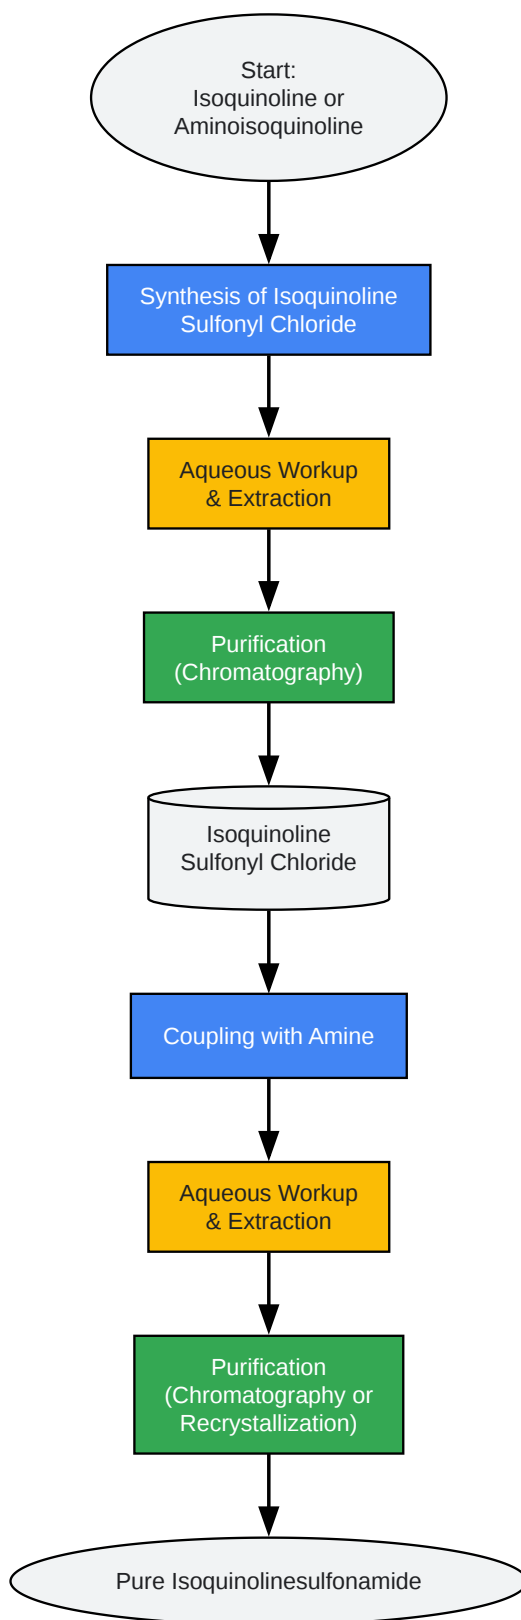 Start:
Isoquinoline or
Aminoisoquinoline
Synthesis of Isoquinoline
Sulfonyl Chloride
Aqueous Workup
& Extraction
Purification
(Chromatography)
Isoquinoline
Sulfonyl Chloride
Coupling with Amine
Aqueous Workup
& Extraction
Purification
(Chromatography or
Recrystallization)
Pure Isoquinolinesulfonamide